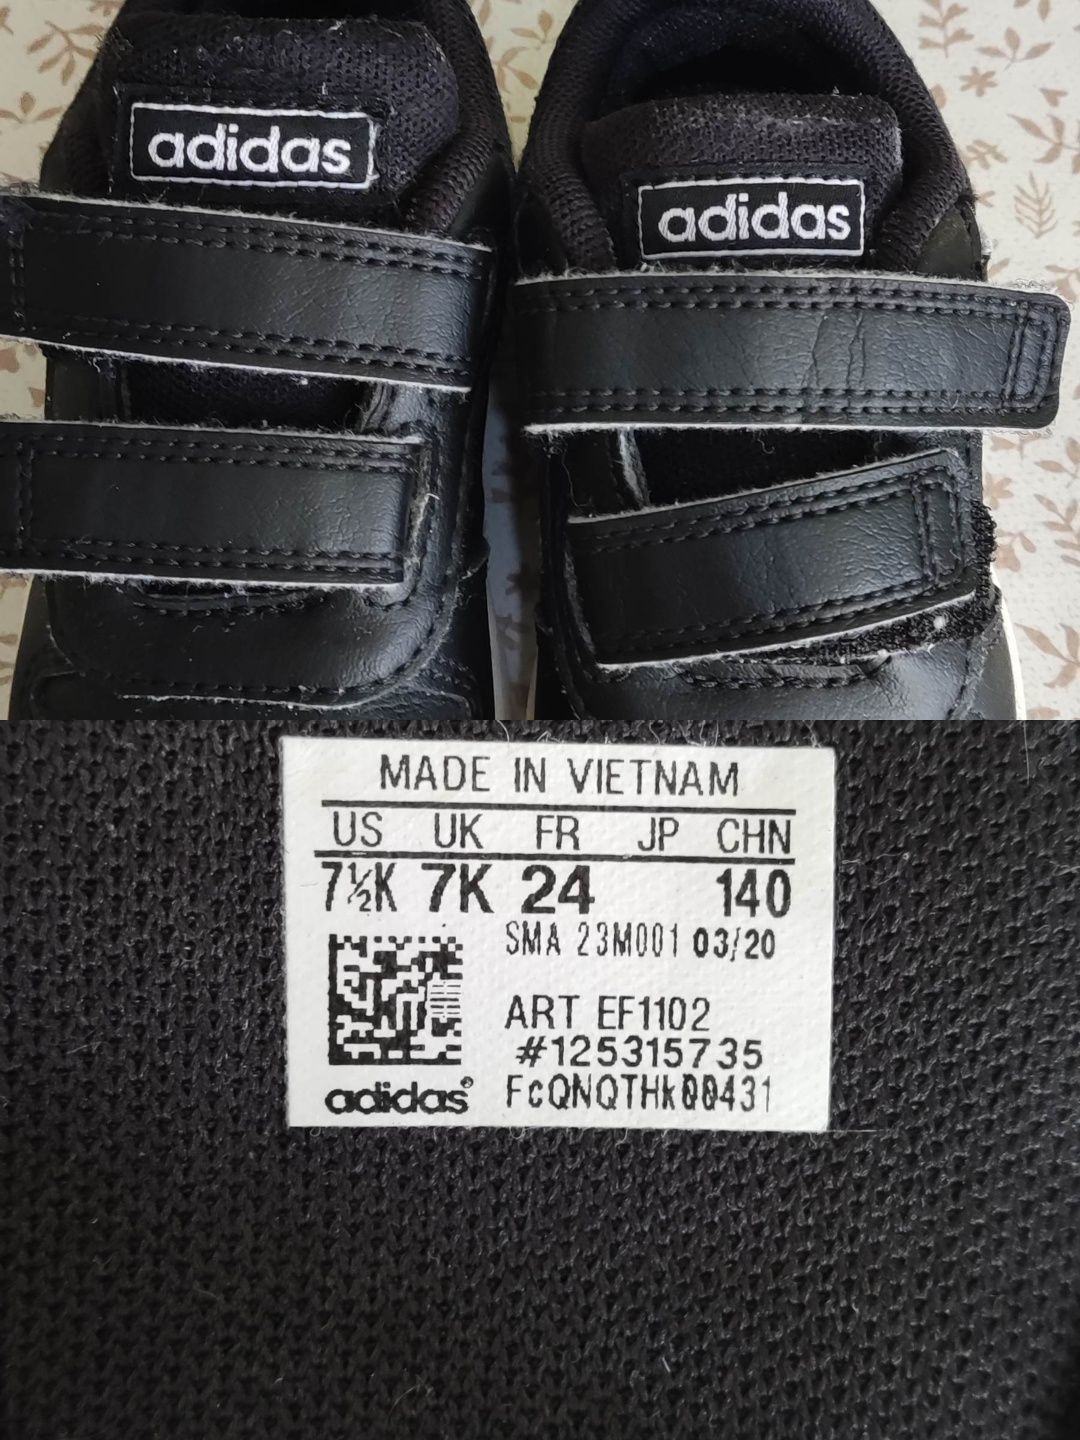 adidas
adidas
MADE IN VIETNAM
US UK FR JP CHN
7½K 7K 24 140
SMA 23M001 03/20
ART EF1102
#125315735
adidas® FcQNQTHK00431